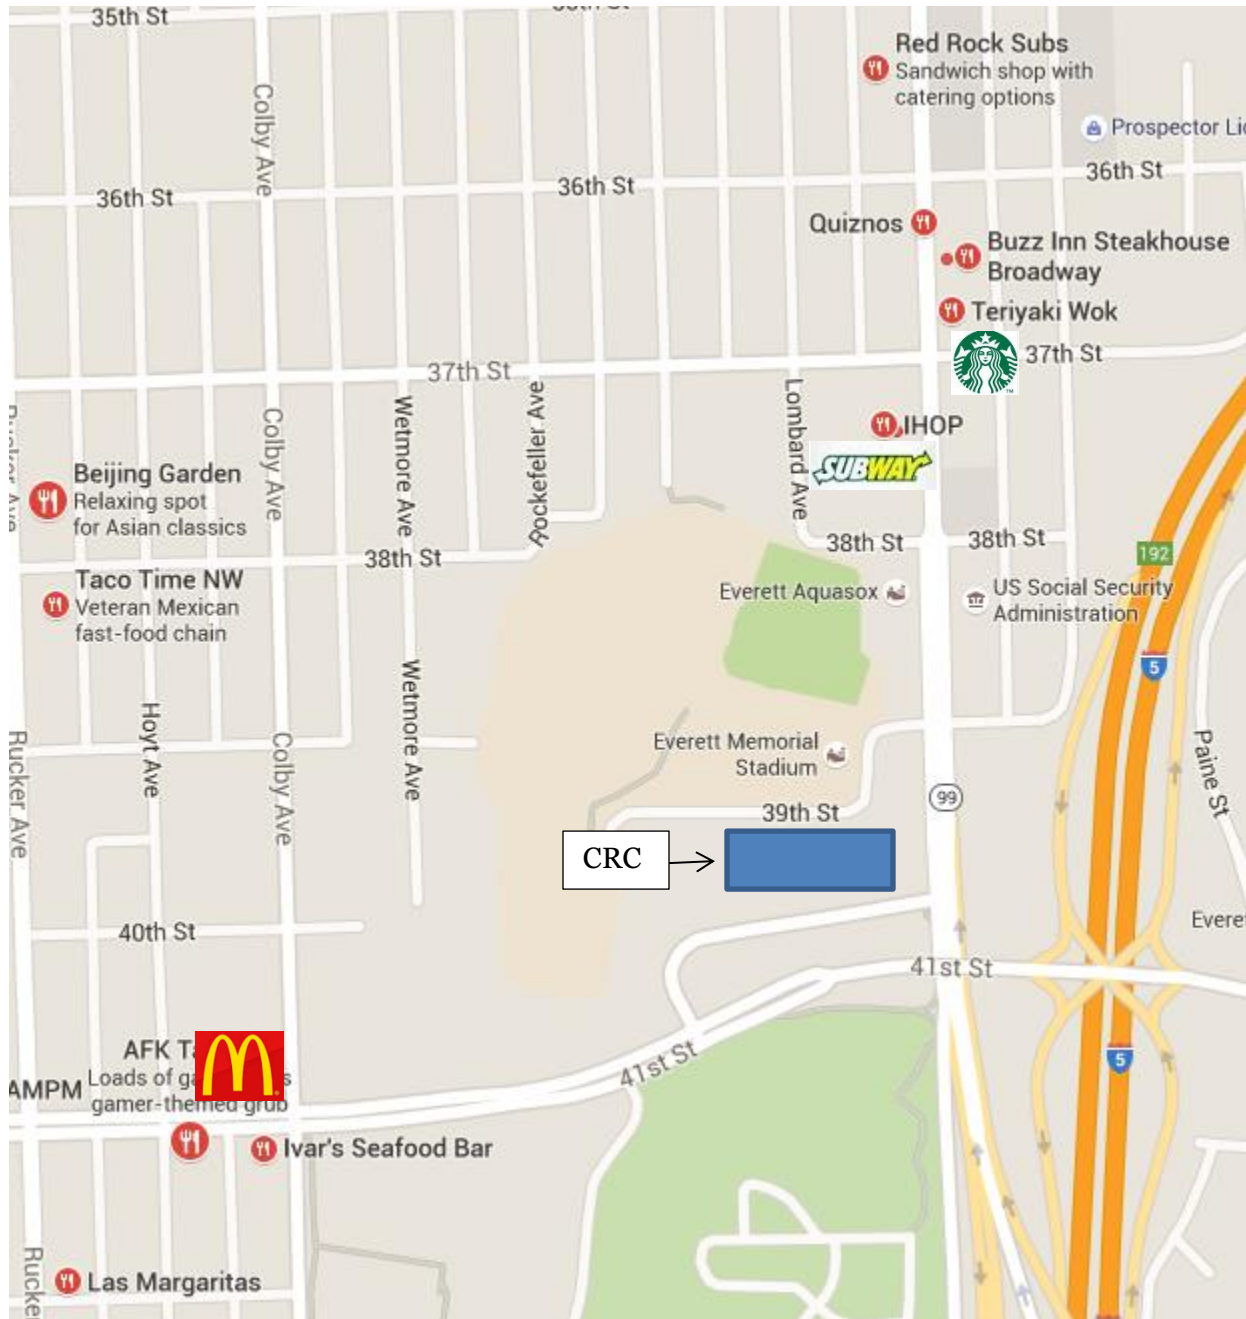 35th St
Colby Ave
Red Rock Subs
Sandwich shop with
catering options
Prospector Li
36th St
36th St
36th St
Quiznos
Buzz Inn Steakhouse
Broadway
Teriyaki Wok
37th St
37th St
Colby Ave
Wetmore Ave
Rockefeller Ave
Lombard Ave
IHOP
SUBWAY
Beijing Garden
Relaxing spot
for Asian classics
38th St
38th St
38th St
192
Taco Time NW
Veteran Mexican
fast-food chain
Everett Aquasox
US Social Security
Administration
5
Wetmore Ave
Hoyt Ave
Rucker Ave
Colby Ave
Everett Memorial
Stadium
Paine St
99
39th St
CRC
40th St
Evere
41st St
AFK
AMPM
Loads of
gamer-themed grub
41st St
5
Ivar's Seafood Bar
Las Margaritas
Rucke